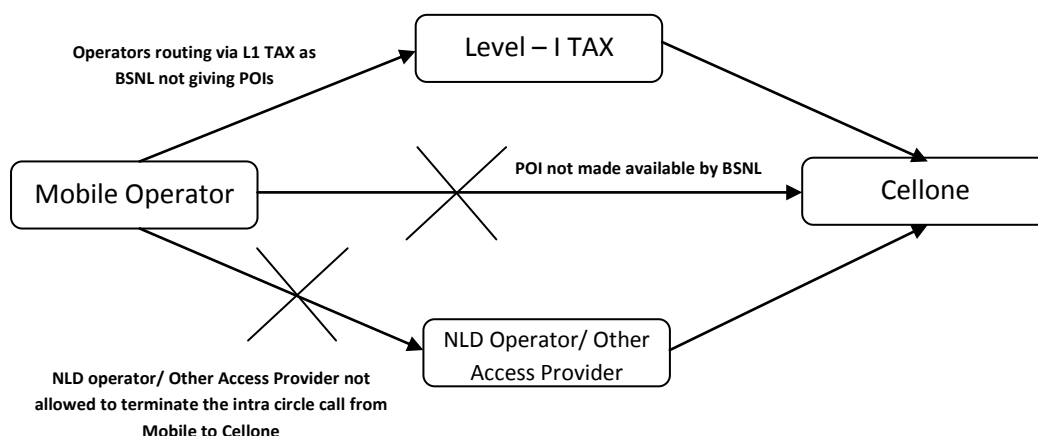 Operators routing via L1 TAX as
BSNL not giving POIs
Level – I TAX
Mobile Operator
POI not made available by BSNL
Cellone
NLD Operator/ Other
Access Provider
NLD operator/ Other Access Provider not
allowed to terminate the intra circle call from
Mobile to Cellone